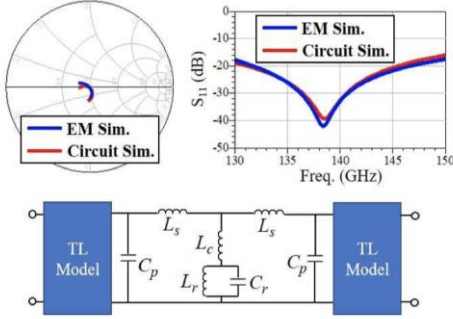 EM Sim.
Circuit Sim.
S11 (dB)
0
-10
-20
-30
-40
-50
EM Sim.
Circuit Sim.
130 135 140 145 150
Freq. (GHz)
TL
Model
Cp
Ls
Lc
Lr
Cr
Ls
Cp
TL
Model